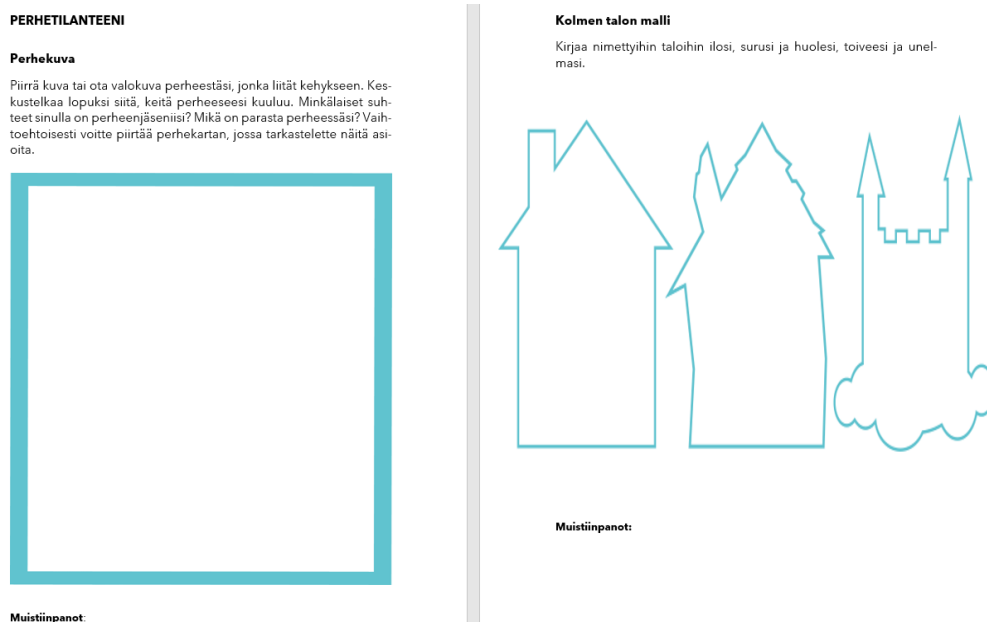 PERHETILANTEENI
Perhekuva
Piirrä kuva tai ota valokuva perheestäsi, jonka liität kehykseen. Kes-
kustelkaa lopuksi siitä, keitä perheeseesi kuuluu. Minkälaiset suh-
teet sinulla on perheenjäseniisi? Mikä on parasta perheessäsi? Vaih-
toehtoisesti voitte piirtää perhekartan, jossa tarkastelette näitä asi-
oita.
Muistiinpanot:
Kolmen talon malli
Kirjaa nimettyihin taloihin ilosi, surusi ja huolesi, toiveesi ja unel-
masi.
Muistiinpanot: